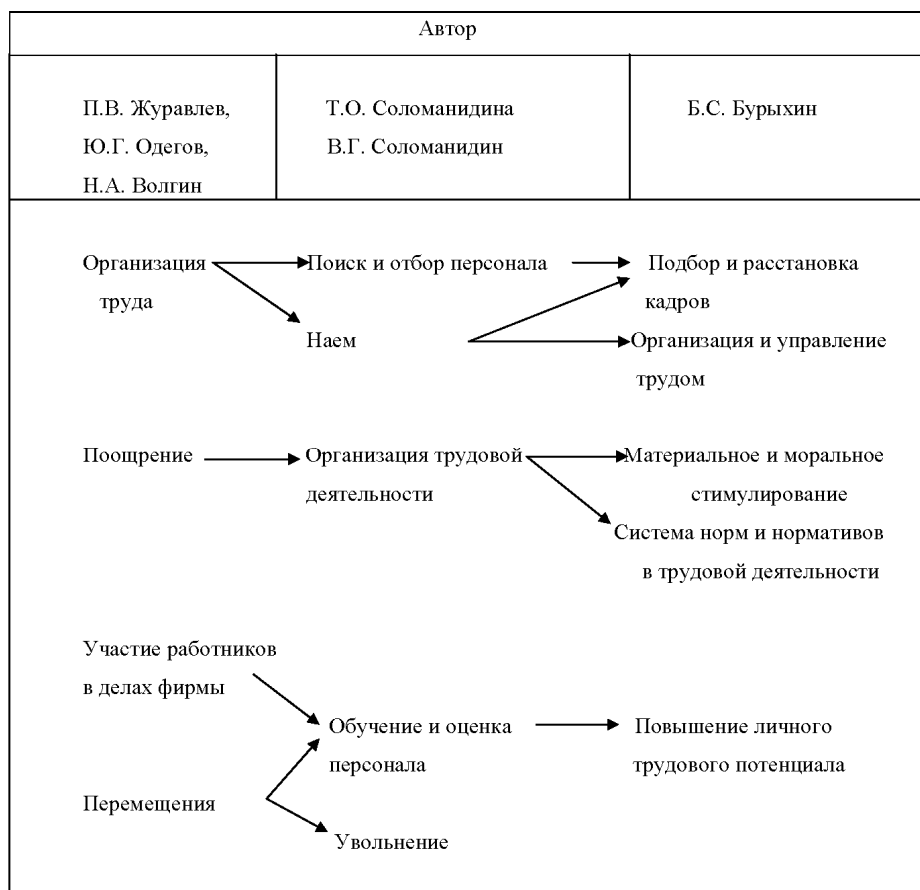 Автор
П.В. Журавлев,
Ю.Г. Одегов,
Н.А. Волгин
Т.О. Соломанидина
В.Г. Соломанидин
Б.С. Бурыхин
Организация
труда
Поиск и отбор персонала
Подбор и расстановка
кадров
Наем
Организация и управление
трудом
Поощрение
Организация трудовой
деятельности
Материальное и моральное
стимулирование
Система норм и нормативов
в трудовой деятельности
Участие работников
в делах фирмы
Обучение и оценка
персонала
Повышение личного
трудового потенциала
Перемещения
Увольнение